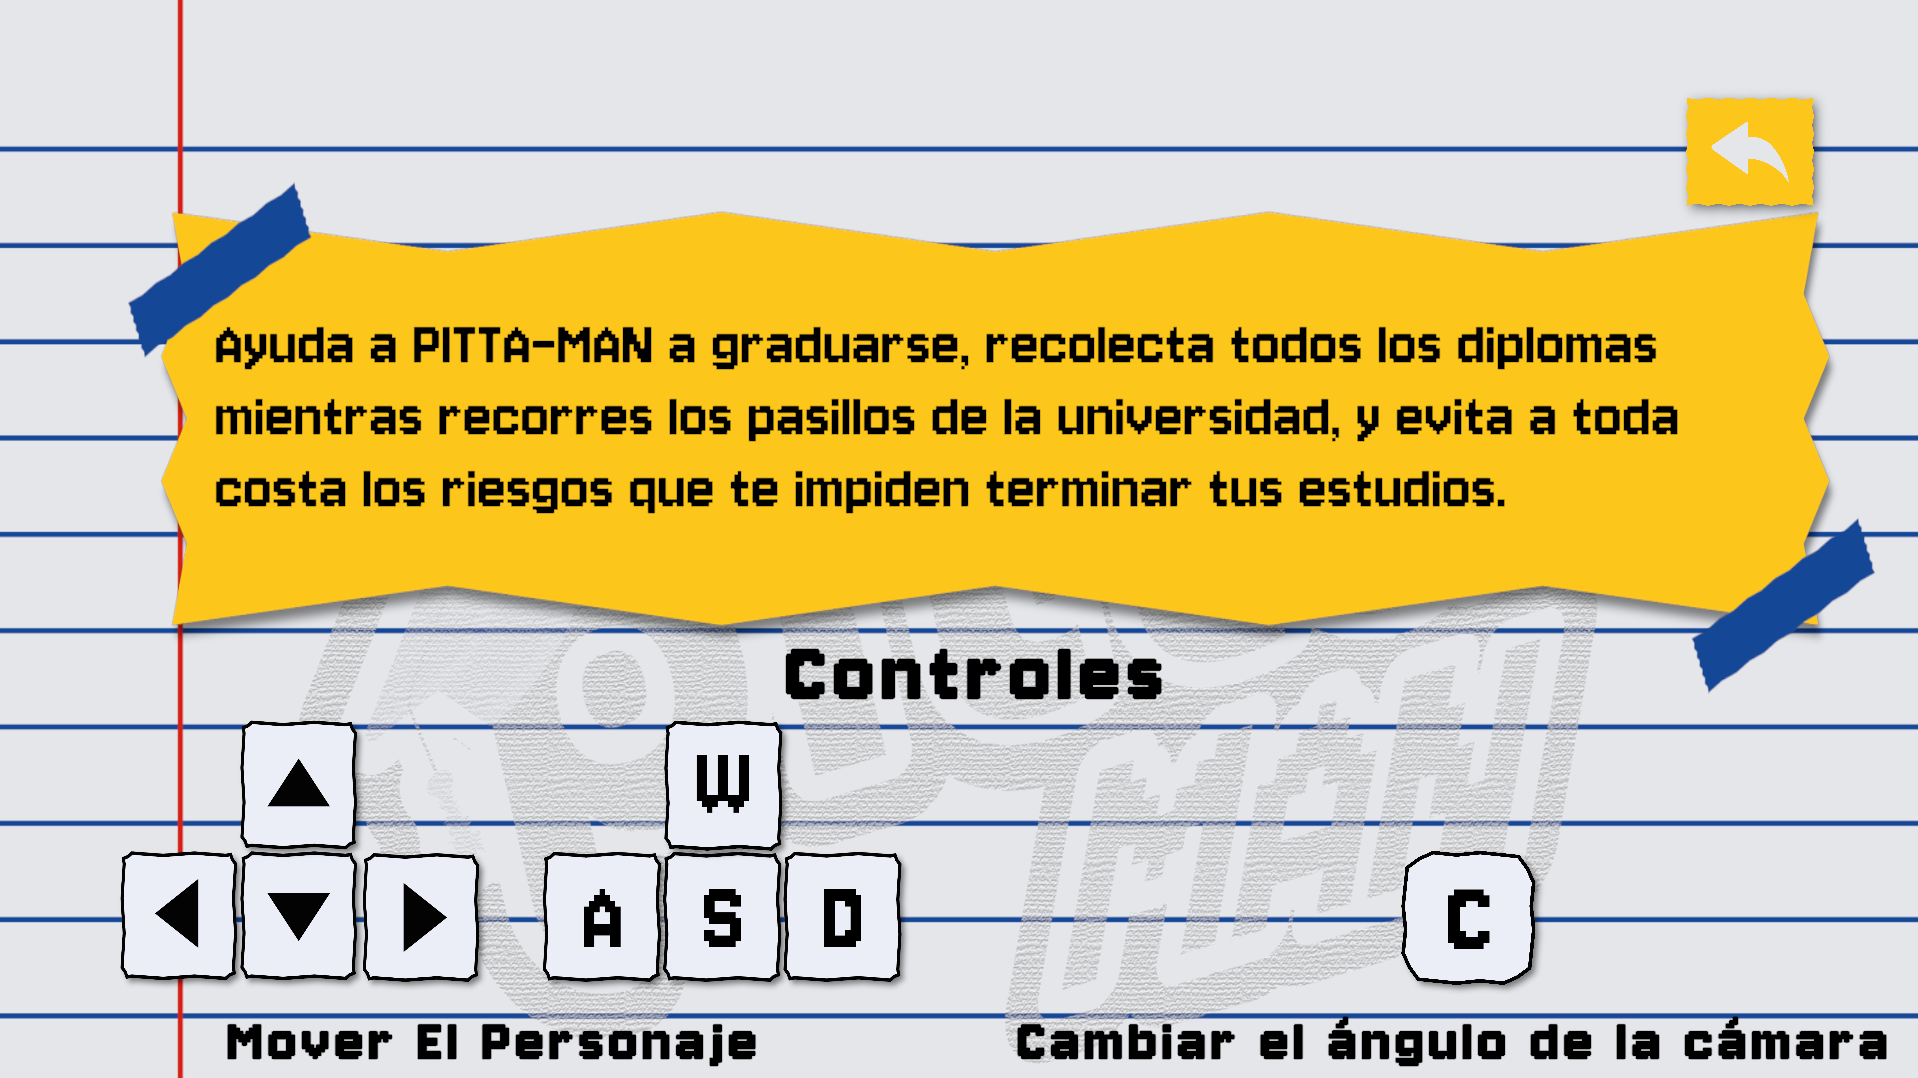 Ayuda a PITTA-MAN a graduarse, recolecta todos los diplomas
mientras recorres los pasillos de la universidad, y evita a toda
costa los riesgos que te impiden terminar tus estudios.
Controles
W
A S D
C
Mover El Personaje
Cambiar el ángulo de la cámara